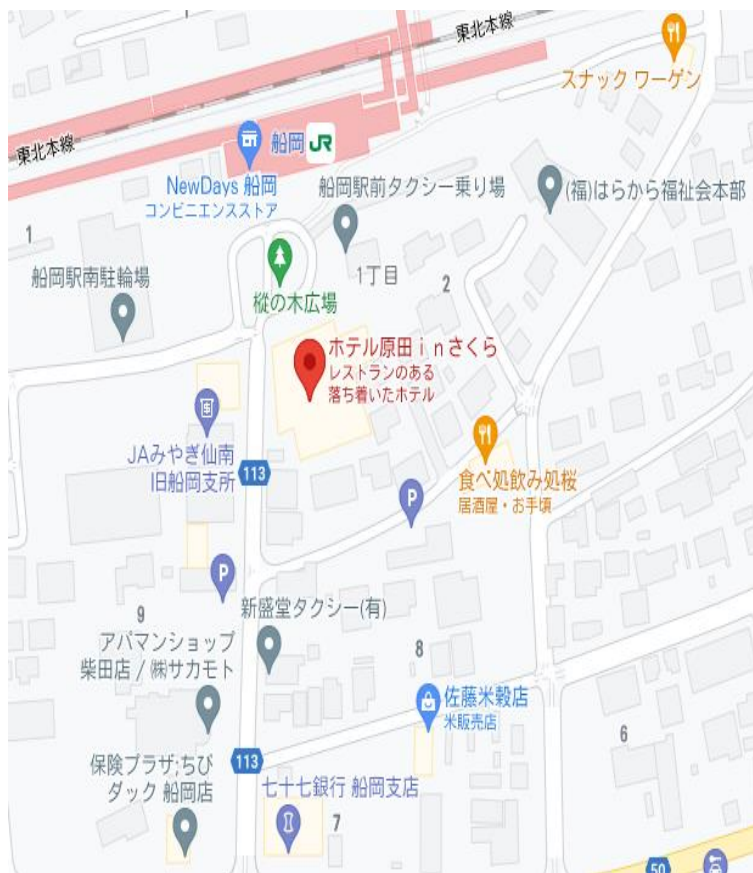 東北本線
スナック ワーゲン
東北本線
船岡
JR
NewDays 船岡
コンビニエンスストア
船岡駅前タクシー乗り場
(福)はらから福祉会本部
1
船岡駅南駐輪場
1丁目
2
樅の木広場
ホテル原田ｉｎさくら
レストランのある
落ち着いたホテル
JAみやぎ仙南
旧船岡支所
113
食べ処飲み処桜
居酒屋・お手頃
P
P
新盛堂タクシー(有)
9
アパマンショップ
柴田店 / ㈱サカモト
8
佐藤米穀店
米販売店
6
保険プラザ;ちび
ダック 船岡店
113
七十七銀行 船岡支店
7
50